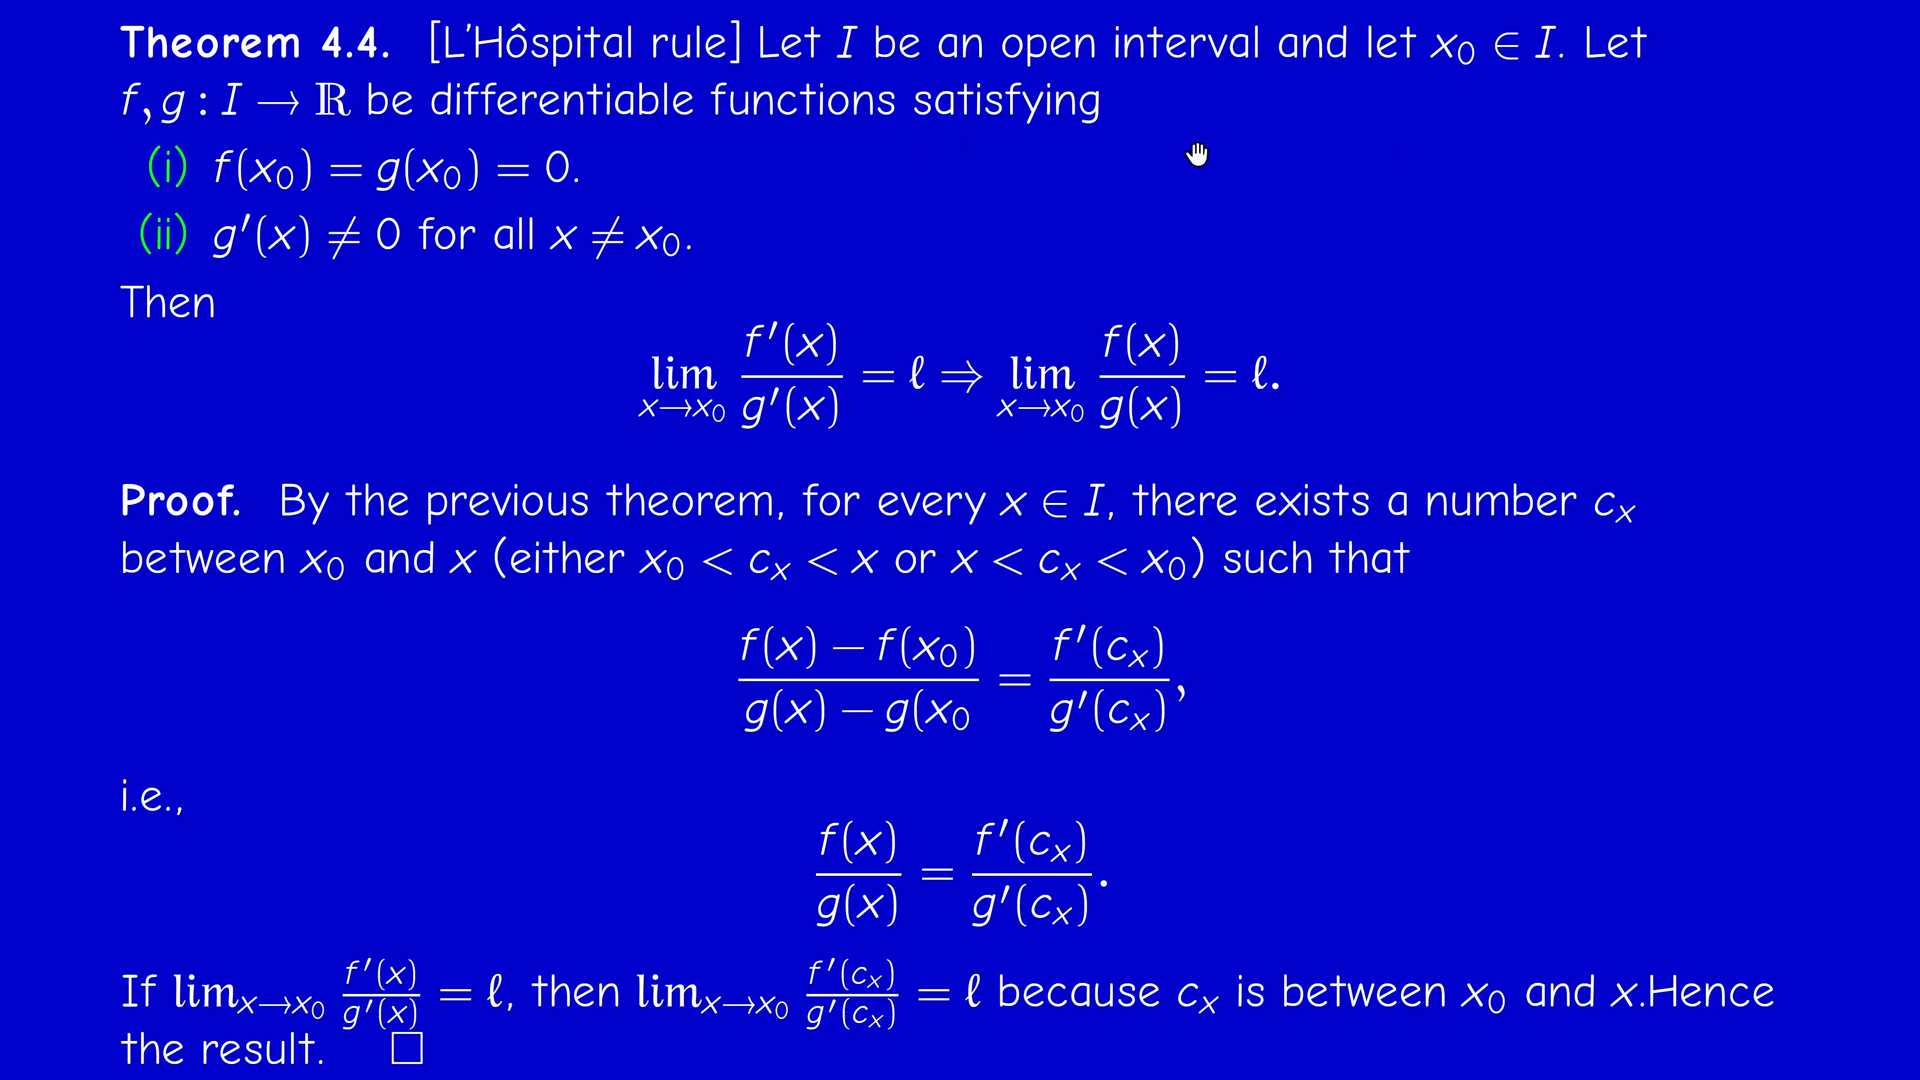 Theorem 4.4. [L'Hôspital rule] Let I be an open interval and let x₀ ∈ I. Let
f, g : I → ℝ be differentiable functions satisfying
(i) f(x₀) = g(x₀) = 0.
(ii) g′(x) ≠ 0 for all x ≠ x₀.
Then
lim_{x→x₀} f′(x)/g′(x) = ℓ ⇒ lim_{x→x₀} f(x)/g(x) = ℓ.
Proof. By the previous theorem, for every x ∈ I, there exists a number cₓ
between x₀ and x (either x₀ < cₓ < x or x < cₓ < x₀) such that
f(x) − f(x₀)/g(x) − g(x₀ = f′(cₓ)/g′(cₓ),
i.e.,
f(x)/g(x) = f′(cₓ)/g′(cₓ).
If lim_{x→x₀} f′(x)/g′(x) = ℓ, then lim_{x→x₀} f′(cₓ)/g′(cₓ) = ℓ because cₓ is between x₀ and x.Hence
the result. □